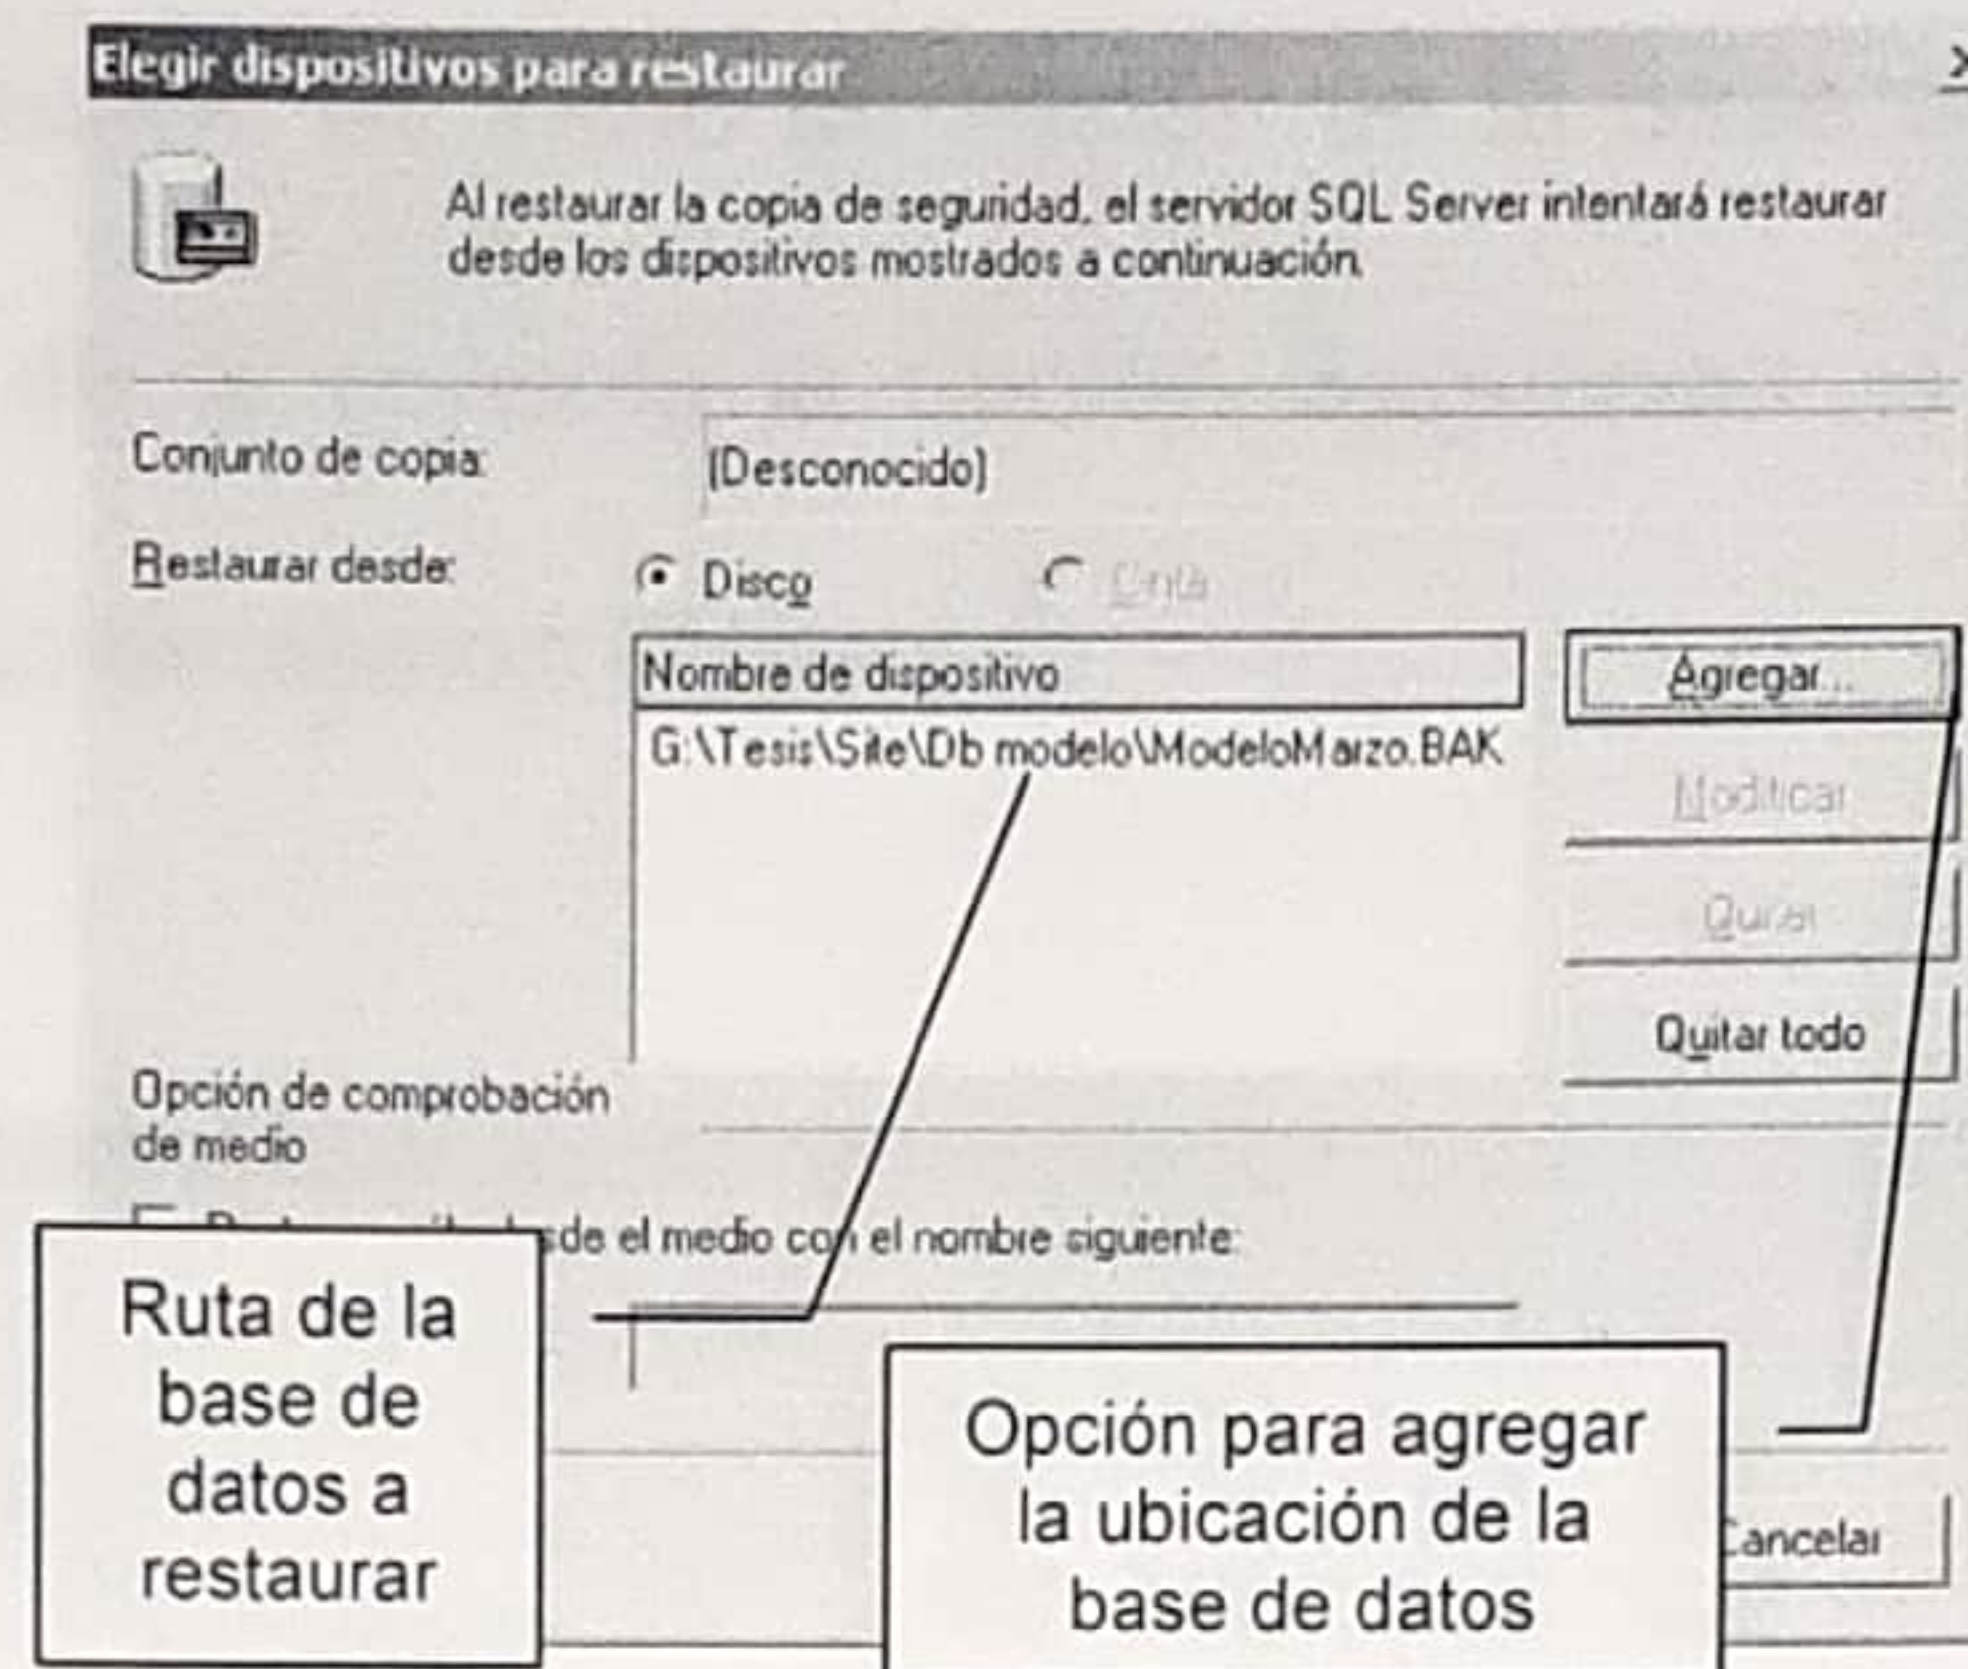 Elegir dispositivos para restaurar
Al restaurar la copia de seguridad, el servidor SQL Server intentará restaurar
desde los dispositivos mostrados a continuación.
Conjunto de copia:
(Desconocido)
Restaurar desde:
Disco
Cinta
Nombre de dispositivo
Agregar...
G:\Tesis\Site\Db modelo\ModeloMarzo.BAK
Modificar
Quitar
Quitar todo
Opción de comprobación
de medio
el medio con el nombre siguiente:
Ruta de la
base de
datos a
restaurar
Opción para agregar
la ubicación de la
base de datos
Cancelar